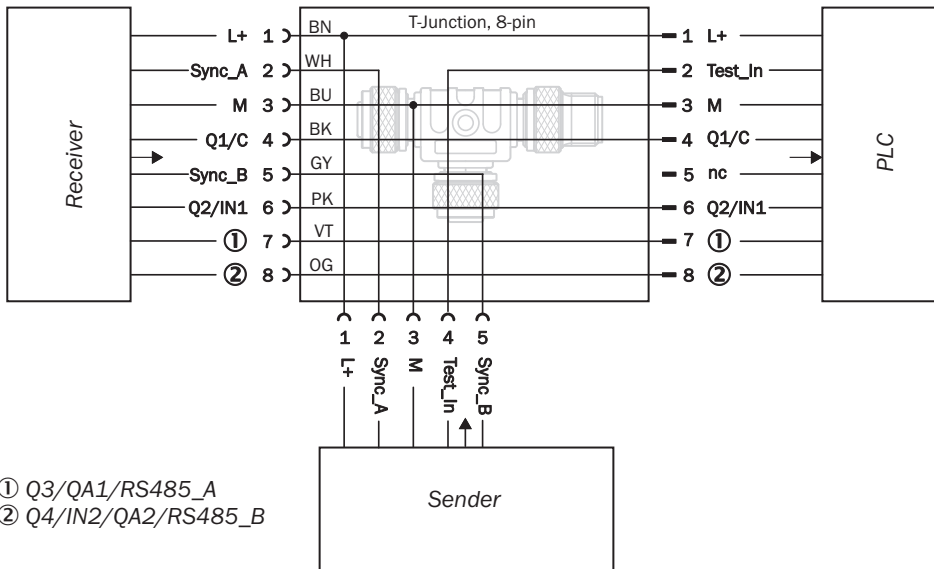 T-Junction, 8-pin
L+ 1 BN 1 L+
Sync_A 2 WH 2 Test_In
M 3 BU 3 M
Q1/C 4 BK 4 Q1/C
Sync_B 5 GY 5 nc
Q2/IN1 6 PK 6 Q2/IN1
① 7 VT 7 ①
② 8 OG 8 ②
Receiver
PLC
1 2 3 4 5
L+ Sync_A M Test_In Sync_B
Sender
① Q3/QA1/RS485_A
② Q4/IN2/QA2/RS485_B